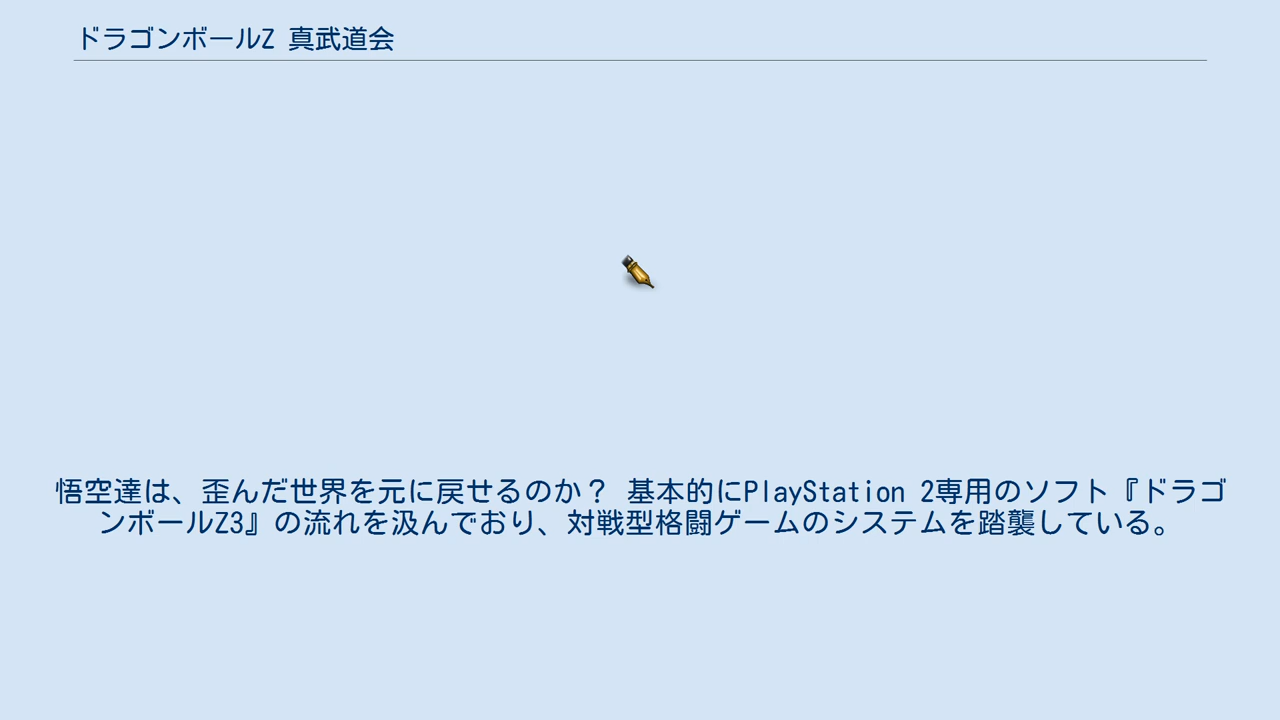 ドラゴンボールZ 真武道会
悟空達は、歪んだ世界を元に戻せるのか？ 基本的にPlayStation 2専用のソフト『ドラゴ
ンボールZ3』の流れを汲んでおり、対戦型格闘ゲームのシステムを踏襲している。